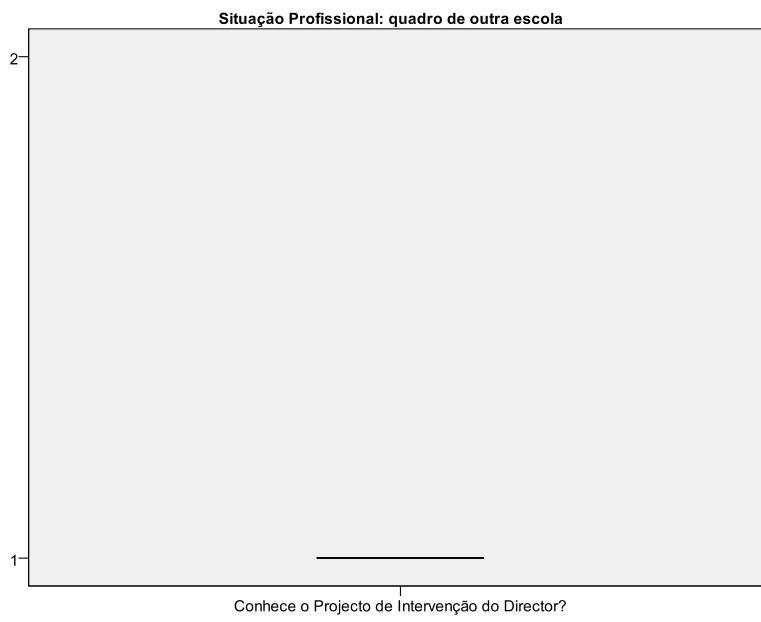 Situação Profissional: quadro de outra escola
2
1
Conhece o Projecto de Intervenção do Director?